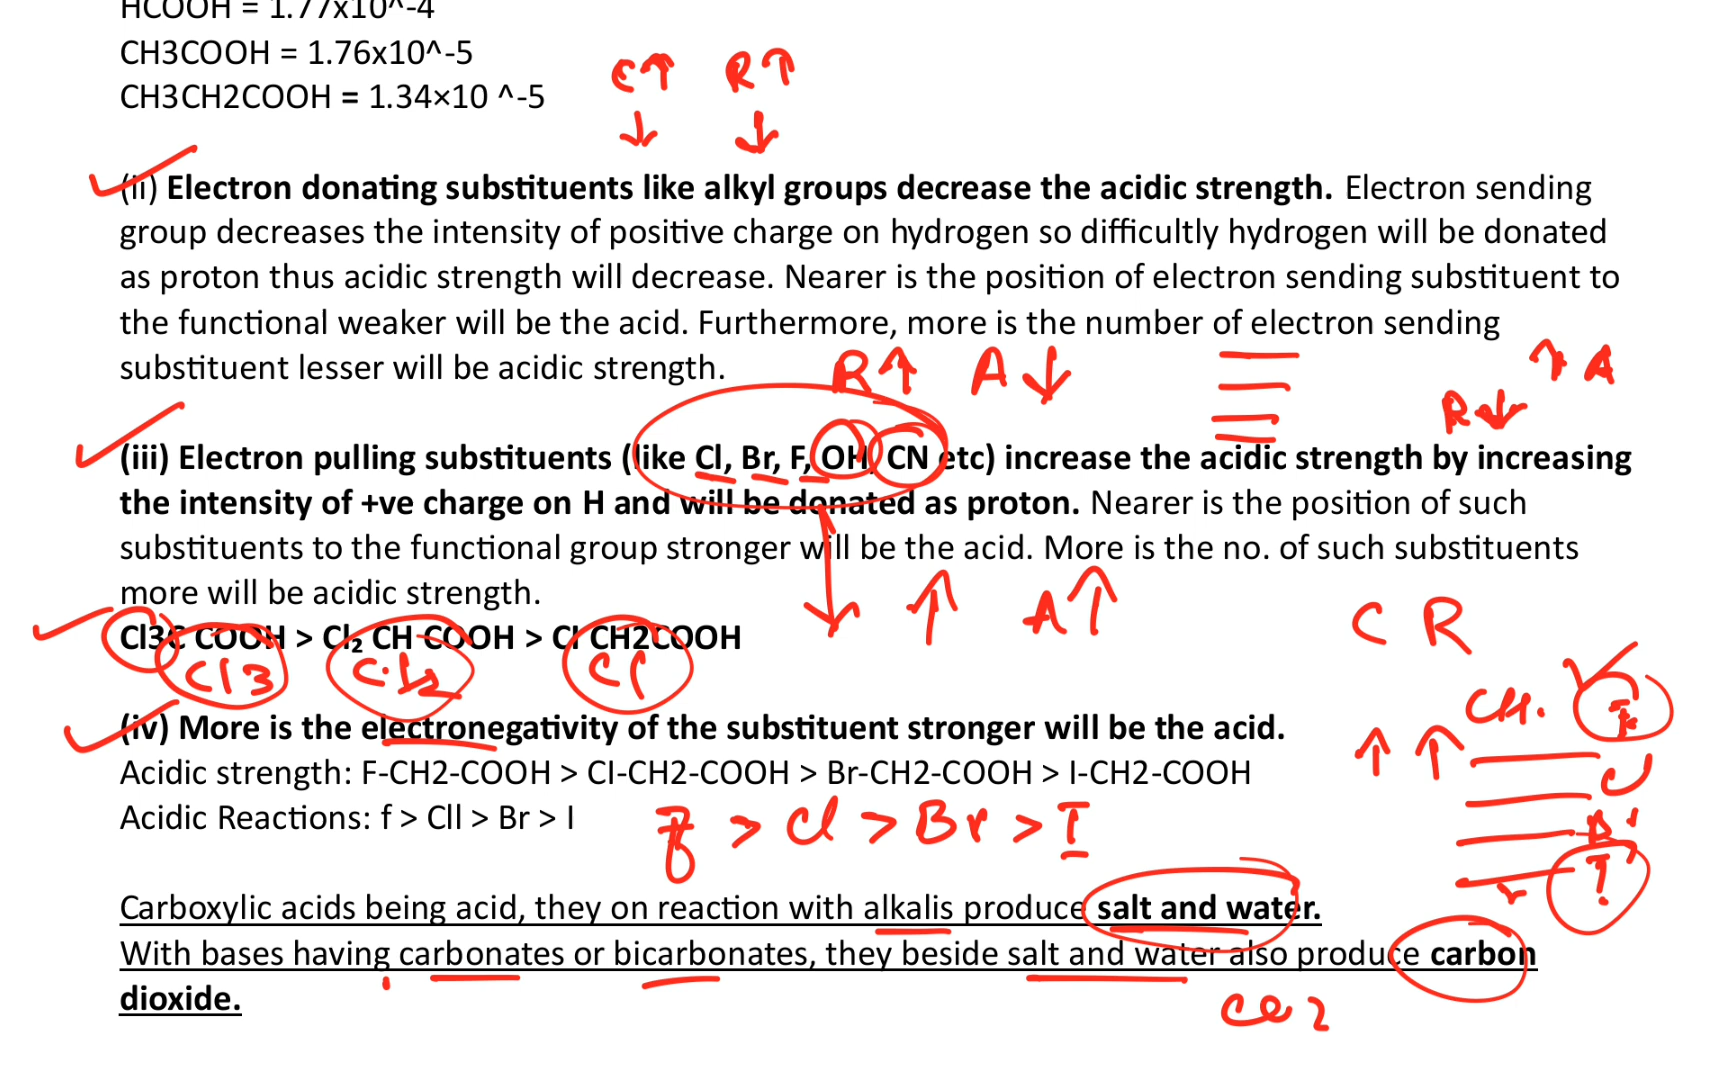 HCOOH = 1.77x10^-4
CH3COOH = 1.76x10^-5
C↑ R↑
CH3CH2COOH = 1.34×10 ^-5
↓ ↓
(ii) Electron donating substituents like alkyl groups decrease the acidic strength. Electron sending
group decreases the intensity of positive charge on hydrogen so difficultly hydrogen will be donated
as proton thus acidic strength will decrease. Nearer is the position of electron sending substituent to
the functional weaker will be the acid. Furthermore, more is the number of electron sending
substituent lesser will be acidic strength.
R↑ A↓
↑ A
R↓
(iii) Electron pulling substituents (like Cl, Br, F, OH, CN etc) increase the acidic strength by increasing
the intensity of +ve charge on H and will be donated as proton. Nearer is the position of such
substituents to the functional group stronger will be the acid. More is the no. of such substituents
more will be acidic strength.
↑ A↑
C R
Cl3C COOH > Cl₂ CH COOH > Cl CH2COOH
Cl3 Cl2 Cl
CH.
(iv) More is the electronegativity of the substituent stronger will be the acid.
↑ ↑
Acidic strength: F-CH2-COOH > Cl-CH2-COOH > Br-CH2-COOH > I-CH2-COOH
Cl
Acidic Reactions: f > Cll > Br > I
f > Cl > Br > I
Br
I
Carboxylic acids being acid, they on reaction with alkalis produce salt and water.
With bases having carbonates or bicarbonates, they beside salt and water also produce carbon
dioxide.
CO2